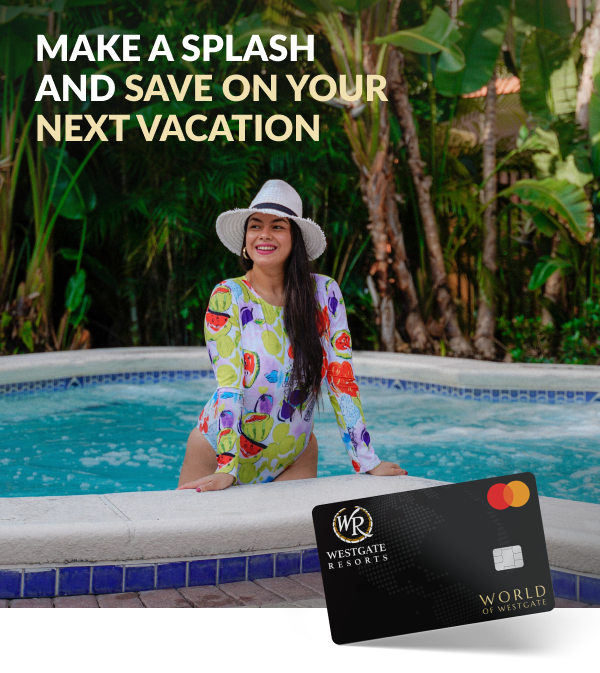 MAKE A SPLASH
AND SAVE ON YOUR
NEXT VACATION
WR
WESTGATE
RESORTS
WORLD
OF WESTGATE